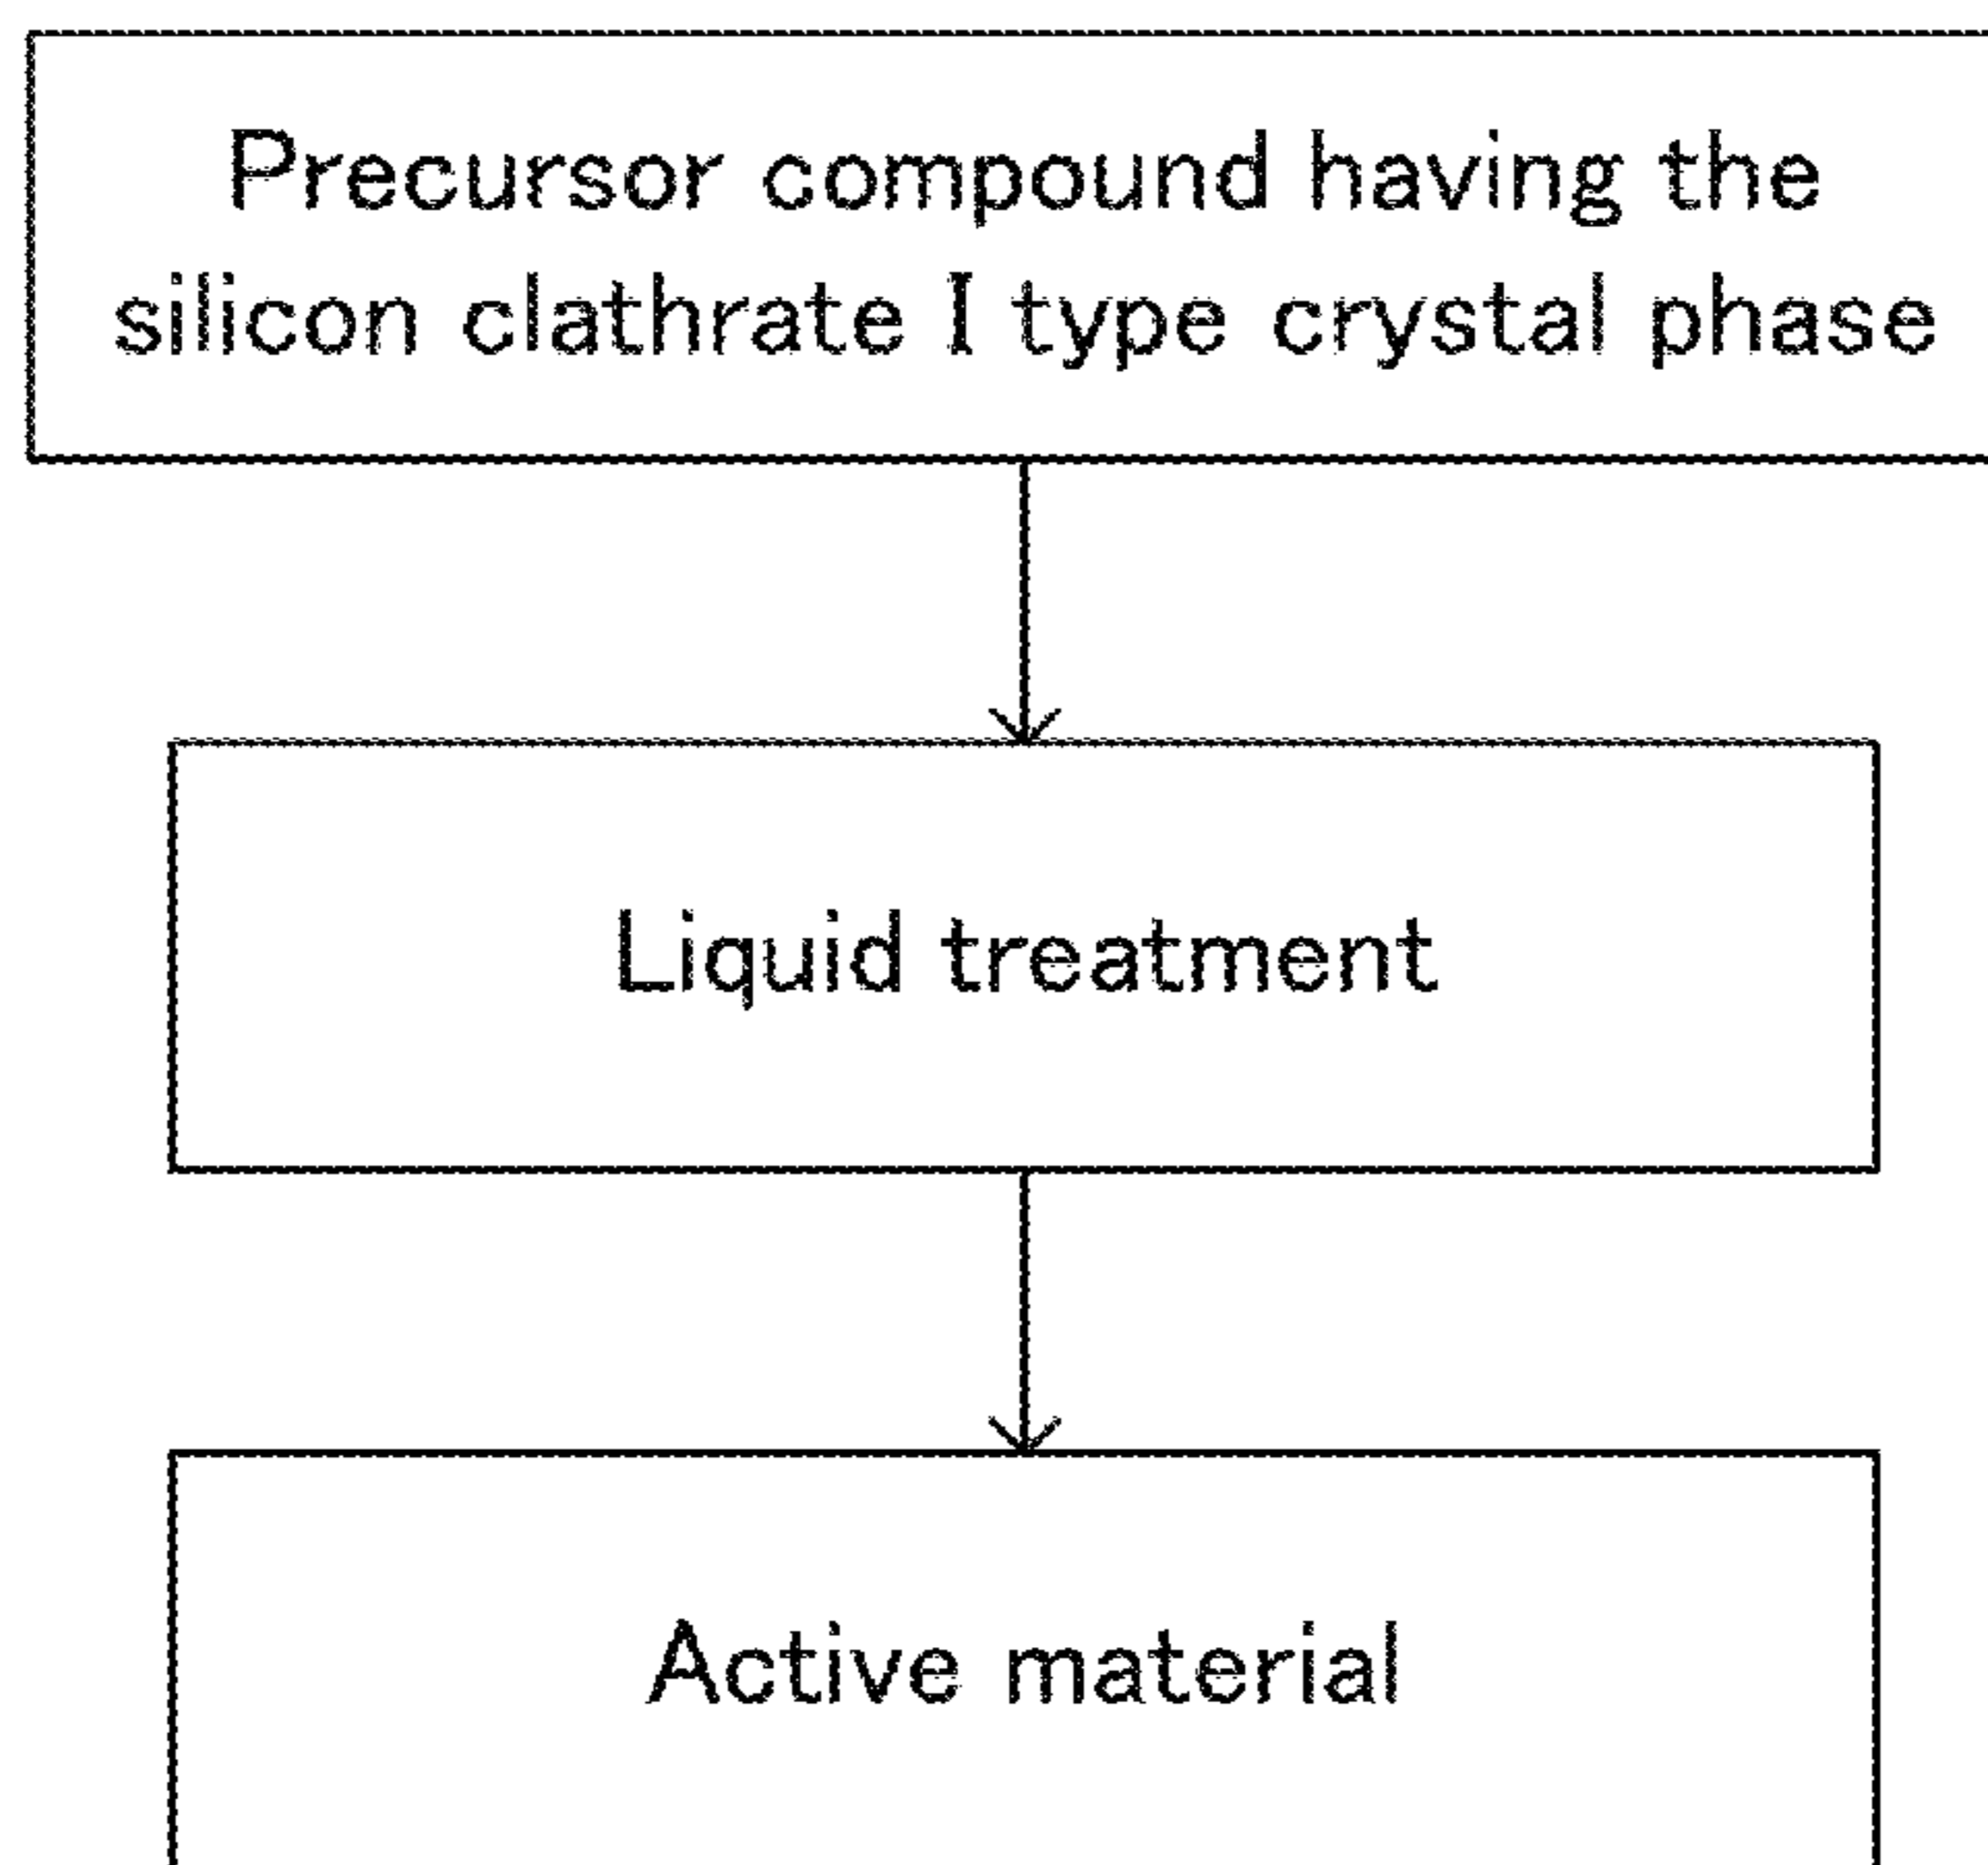 Precursor compound having the
silicon clathrate I type crystal phase
Liquid treatment
Active material